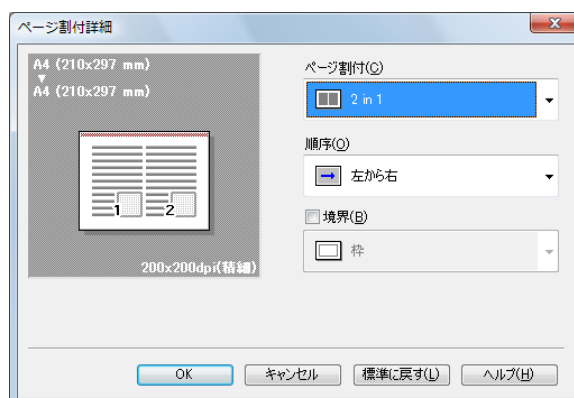 ページ割付詳細
A4 (210x297 mm)
▼
A4 (210x297 mm)
1 2
200x200dpi(精細)
ページ割付(C)
2 in 1
順序(O)
左から右
境界(B)
枠
OK キャンセル 標準に戻す(L) ヘルプ(H)